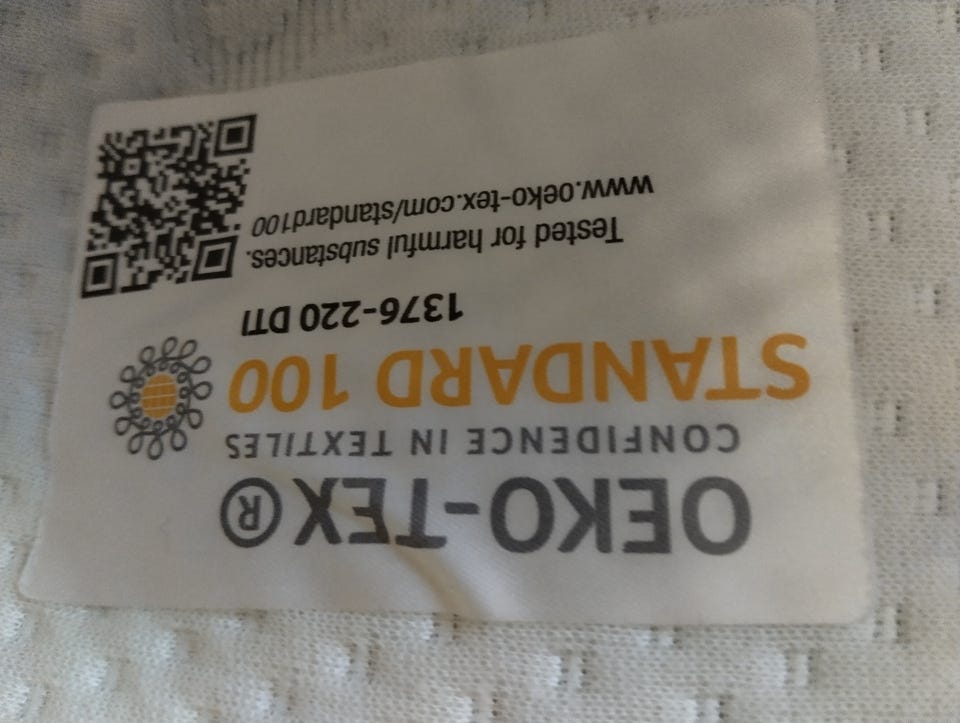 OEKO-TEX®
CONFIDENCE IN TEXTILES
STANDARD 100
1376-220 DTI
Tested for harmful substances.
www.oeko-tex.com/standard100